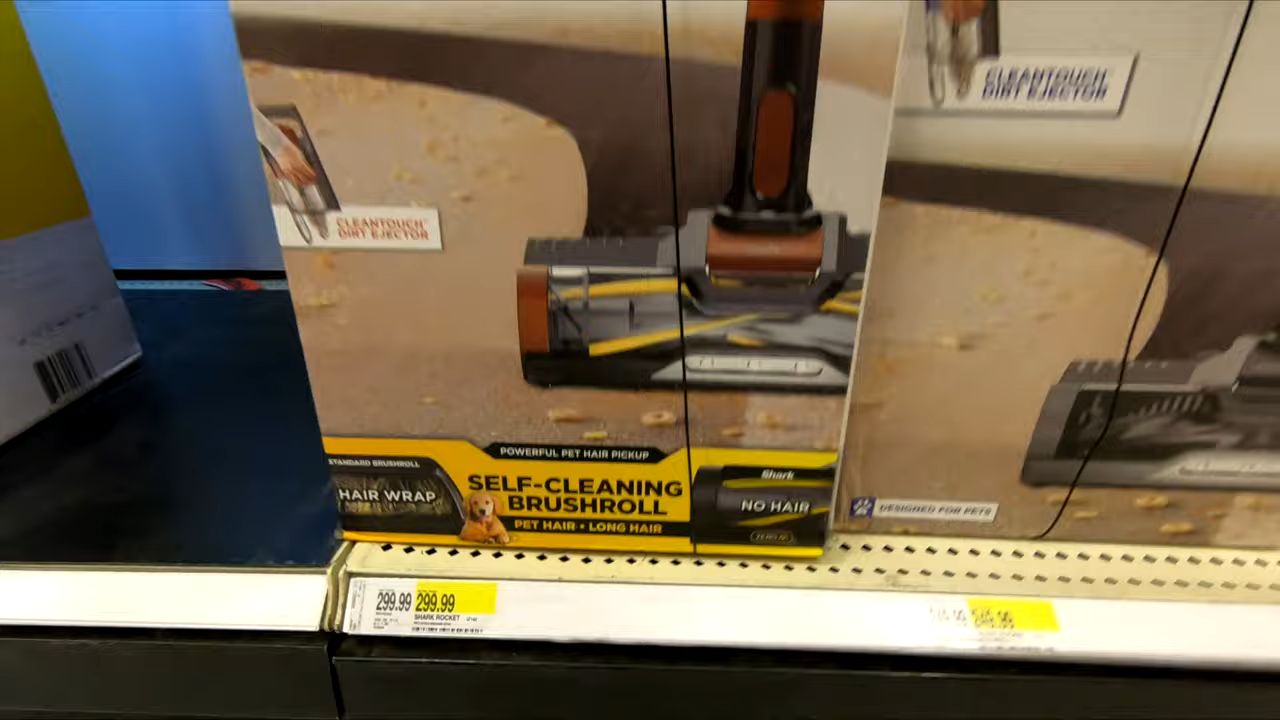 CLEANTOUCH
DIRT EJECTOR
CLEANTOUCH™
DIRT EJECTOR
POWERFUL PET HAIR PICKUP
STANDARD BRUSHROLL
HAIR WRAP
SELF-CLEANING
BRUSHROLL
PET HAIR • LONG HAIR
Shark
NO HAIR
DESIGNED FOR PETS
299.99 299.99
SHARK ROCKET